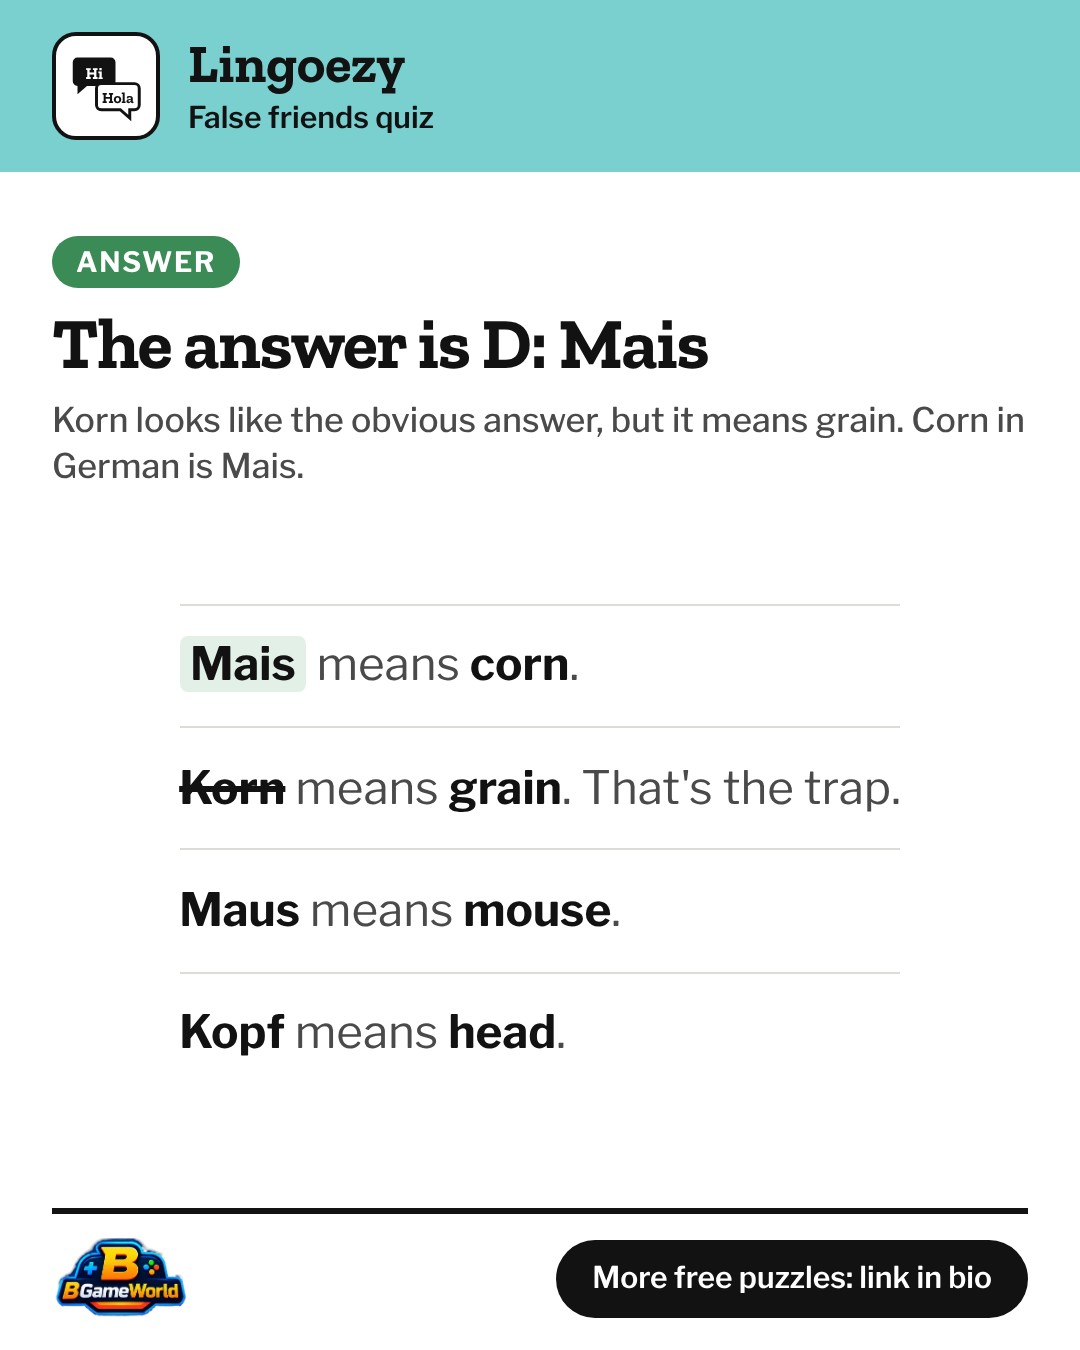 Hi
Hola
Lingoezy
False friends quiz
ANSWER
The answer is D: Mais
Korn looks like the obvious answer, but it means grain. Corn in
German is Mais.
Mais means corn.
Korn means grain. That's the trap.
Maus means mouse.
Kopf means head.
B
BGameWorld
More free puzzles: link in bio